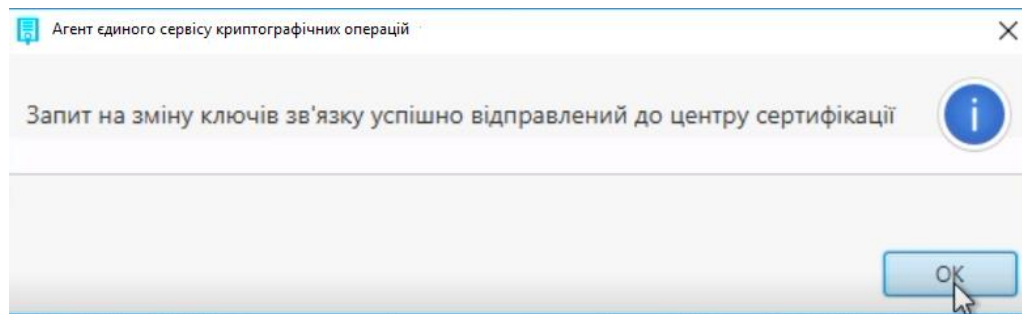 Агент єдиного сервісу криптографічних операцій
Запит на зміну ключів зв'язку успішно відправлений до центру сертифікації
i
OK